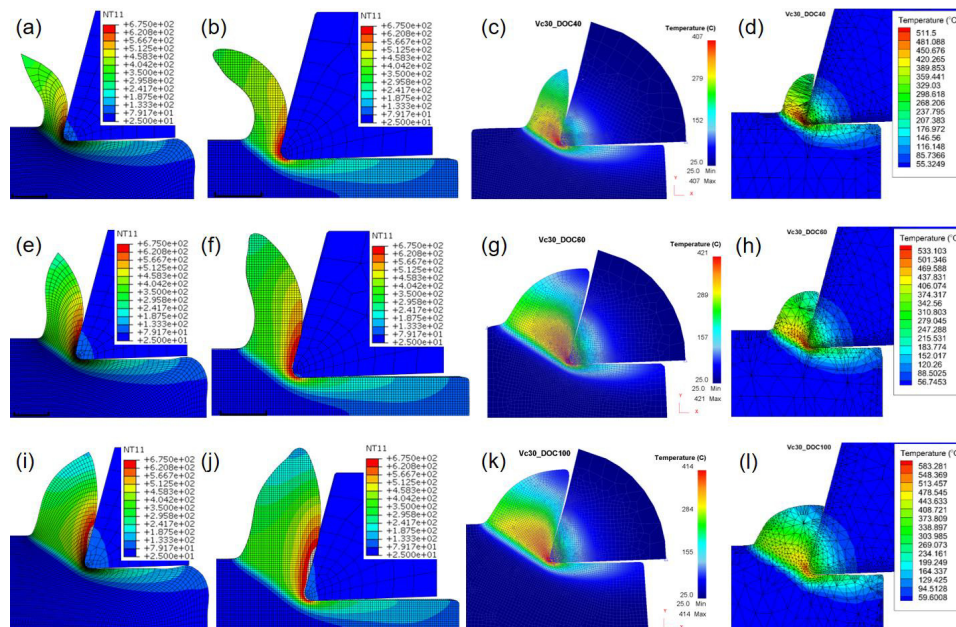 (a)
NT11
+6.750e+02
+6.208e+02
+5.667e+02
+5.125e+02
+4.583e+02
+4.042e+02
+3.500e+02
+2.958e+02
+2.417e+02
+1.875e+02
+1.333e+02
+7.917e+01
+2.500e+01
(b)
NT11
+6.750e+02
+6.208e+02
+5.667e+02
+5.125e+02
+4.583e+02
+4.042e+02
+3.500e+02
+2.958e+02
+2.417e+02
+1.875e+02
+1.333e+02
+7.917e+01
+2.500e+01
(c)
Vc30_DOC40
Temperature (C)
407
279
152
25.0
25.0 Min
407 Max
Y
X
(d)
Vc30_DOC40
Temperature (°C)
511.5
481.088
450.676
420.265
389.853
359.441
329.03
298.618
268.206
237.795
207.383
176.972
146.56
116.148
85.7366
55.3249
(e)
NT11
+6.750e+02
+6.208e+02
+5.667e+02
+5.125e+02
+4.583e+02
+4.042e+02
+3.500e+02
+2.958e+02
+2.417e+02
+1.875e+02
+1.333e+02
+7.917e+01
+2.500e+01
(f)
NT11
+6.750e+02
+6.208e+02
+5.667e+02
+5.125e+02
+4.583e+02
+4.042e+02
+3.500e+02
+2.958e+02
+2.417e+02
+1.875e+02
+1.333e+02
+7.917e+01
+2.500e+01
(g)
Vc30_DOC60
Temperature (C)
421
289
157
25.0
25.0 Min
421 Max
Y
X
(h)
Vc30_DOC60
Temperature (°C)
533.103
501.346
469.588
437.831
406.074
374.317
342.56
310.803
279.045
247.288
215.531
183.774
152.017
120.26
88.5025
56.7453
(i)
NT11
+6.750e+02
+6.208e+02
+5.667e+02
+5.125e+02
+4.583e+02
+4.042e+02
+3.500e+02
+2.958e+02
+2.417e+02
+1.875e+02
+1.333e+02
+7.917e+01
+2.500e+01
(j)
NT11
+6.750e+02
+6.208e+02
+5.667e+02
+5.125e+02
+4.583e+02
+4.042e+02
+3.500e+02
+2.958e+02
+2.417e+02
+1.875e+02
+1.333e+02
+7.917e+01
+2.500e+01
(k)
Vc30_DOC100
Temperature (C)
414
284
155
25.0
25.0 Min
414 Max
Y
(l)
Vc30_DOC100
Temperature (°C)
583.281
548.369
513.457
478.545
443.633
408.721
373.809
338.897
303.985
269.073
234.161
199.249
164.337
129.425
94.5128
59.6008